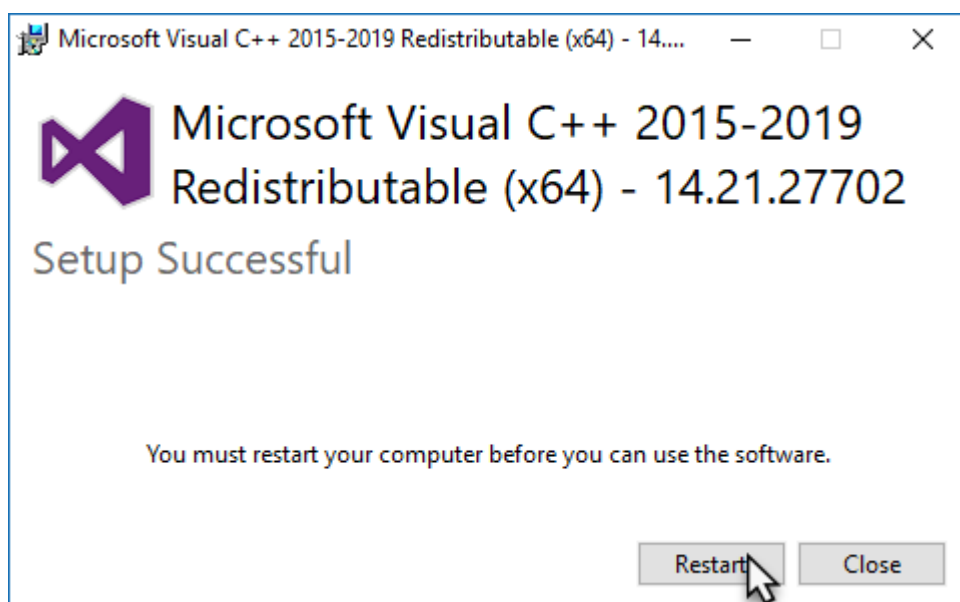 Microsoft Visual C++ 2015-2019 Redistributable (x64) - 14....
Microsoft Visual C++ 2015-2019
Redistributable (x64) - 14.21.27702
Setup Successful
You must restart your computer before you can use the software.
Restart
Close